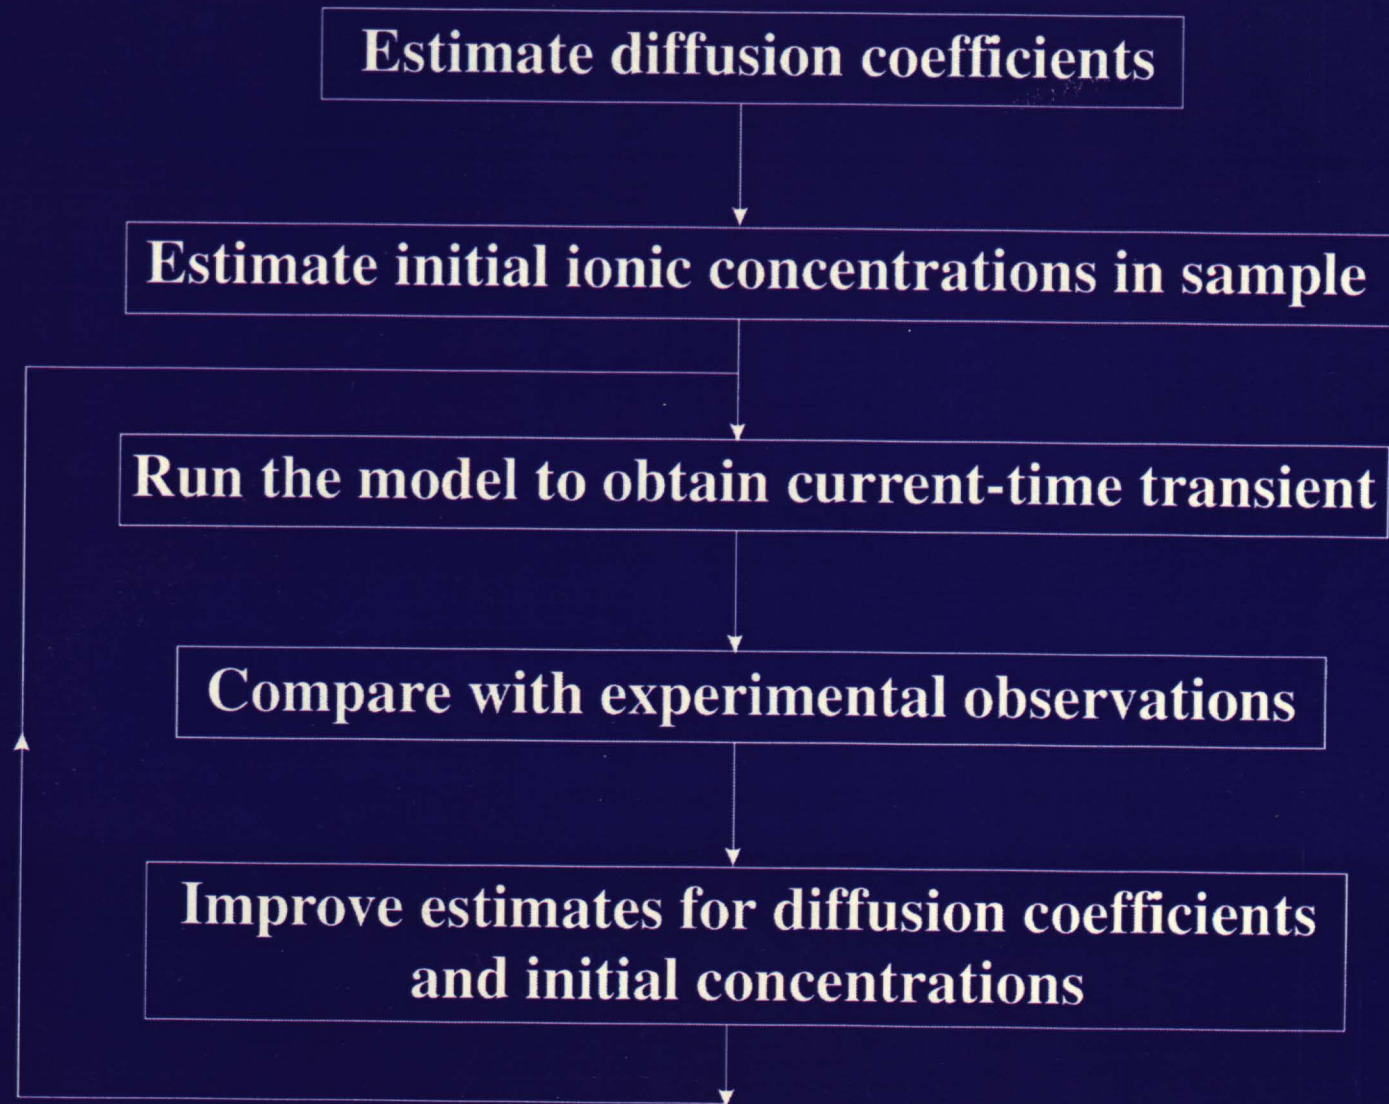 Estimate diffusion coefficients
Estimate initial ionic concentrations in sample
Run the model to obtain current-time transient
Compare with experimental observations
Improve estimates for diffusion coefficients
and initial concentrations